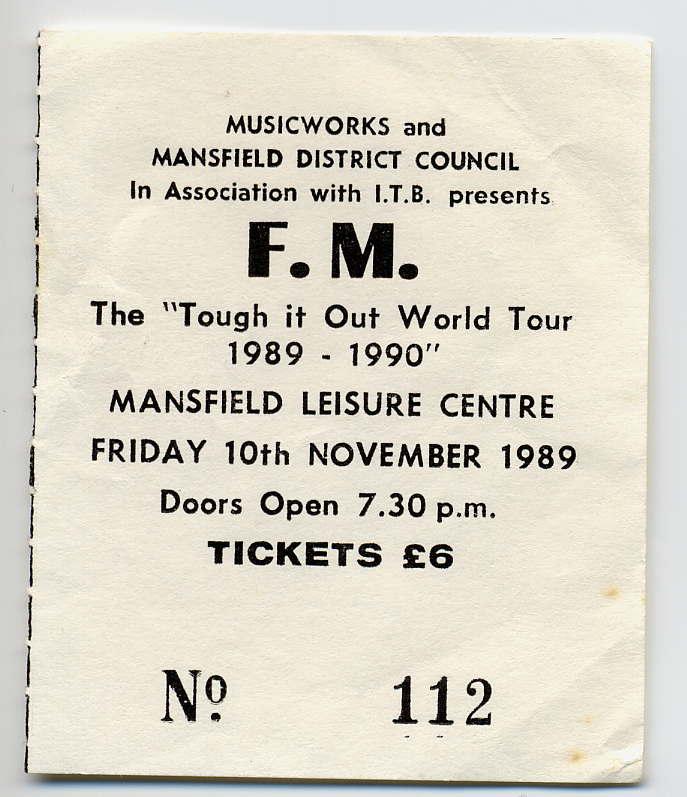 MUSICWORKS and
MANSFIELD DISTRICT COUNCIL
In Association with I.T.B. presents
F.M.
The "Tough it Out World Tour
1989 - 1990"
MANSFIELD LEISURE CENTRE
FRIDAY 10th NOVEMBER 1989
Doors Open 7.30 p.m.
TICKETS £6
Nº. 112